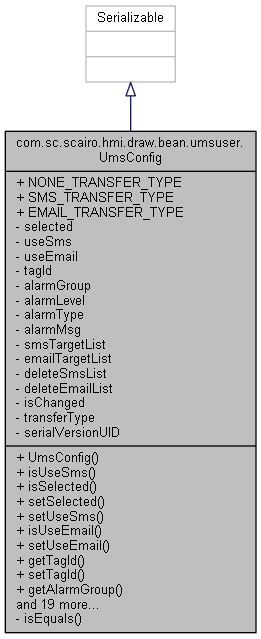 Serializable
com.sc.scairo.hmi.draw.bean.umsuser.
UmsConfig
+ NONE_TRANSFER_TYPE
+ SMS_TRANSFER_TYPE
+ EMAIL_TRANSFER_TYPE
- selected
- useSms
- useEmail
- tagId
- alarmGroup
- alarmLevel
- alarmType
- alarmMsg
- smsTargetList
- emailTargetList
- deleteSmsList
- deleteEmailList
- isChanged
- transferType
- serialVersionUID
+ UmsConfig()
+ isUseSms()
+ isSelected()
+ setSelected()
+ setUseSms()
+ isUseEmail()
+ setUseEmail()
+ getTagId()
+ setTagId()
+ getAlarmGroup()
and 19 more...
- isEquals()